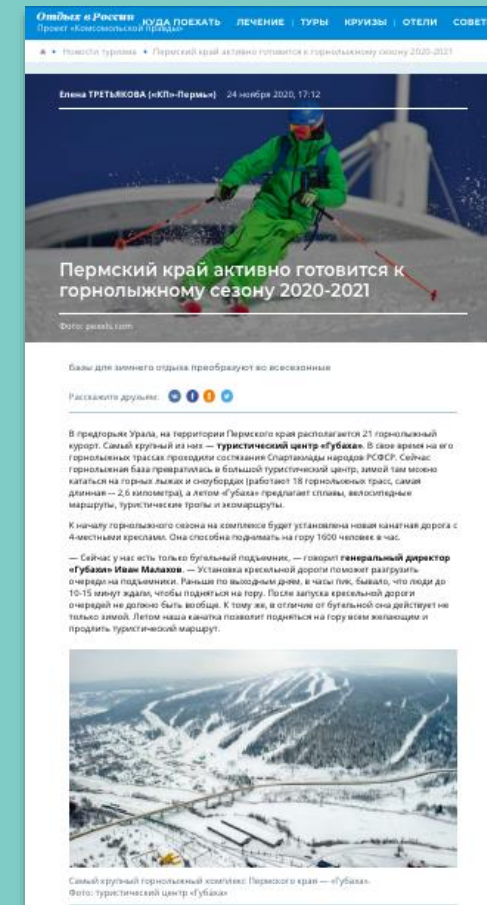 Отдых в России
Проект «Комсомольской правды»
КУДА ПОЕХАТЬ ЛЕЧЕНИЕ | ТУРЫ КРУИЗЫ | ОТЕЛИ СОВЕТ
Новости туризма • Пермский край активно готовится к горнолыжному сезону 2020-2021
Елена ТРЕТЬЯКОВА («КП»-Пермь») 24 ноября 2020, 17:12
Пермский край активно готовится к
горнолыжному сезону 2020-2021
Фото: pexels.com
Базы для зимнего отдыха преобразуют во всесезонные
Расскажите друзьям:
В предгорьях Урала, на территории Пермского края располагается 21 горнолыжный
курорт. Самый крупный из них — туристический центр «Губаха». В свое время на его
горнолыжных трассах проходили состязания Спартакиады народов РСФСР. Сейчас
горнолыжная база превратилась в большой туристический центр, зимой там можно
кататься на горных лыжах и сноубордах (работают 18 горнолыжных трасс, самая
длинная — 2,6 километра), а летом «Губаха» предлагает сплавы, велосипедные
маршруты, туристические тропы и экомаршруты.
К началу горнолыжного сезона на комплексе будет установлена новая канатная дорога с
4-местными креслами. Она способна поднимать на гору 1600 человек в час.
— Сейчас у нас есть только бугельный подъемник, — говорит генеральный директор
«Губахи» Иван Малахов. — Установка кресельной дороги поможет разгрузить
очереди на подъемники. Раньше по выходным дням, в часы пик, бывало, что люди до
10-15 минут ждали, чтобы подняться на гору. После запуска кресельной дороги
очередей не должно быть вообще. К тому же, в отличие от бугельной она действует не
только зимой. Летом наша канатка позволит подняться на гору всем желающим и
продлить туристический маршрут.
Самый крупный горнолыжный комплекс Пермского края — «Губаха».
Фото: туристический центр «Губаха»